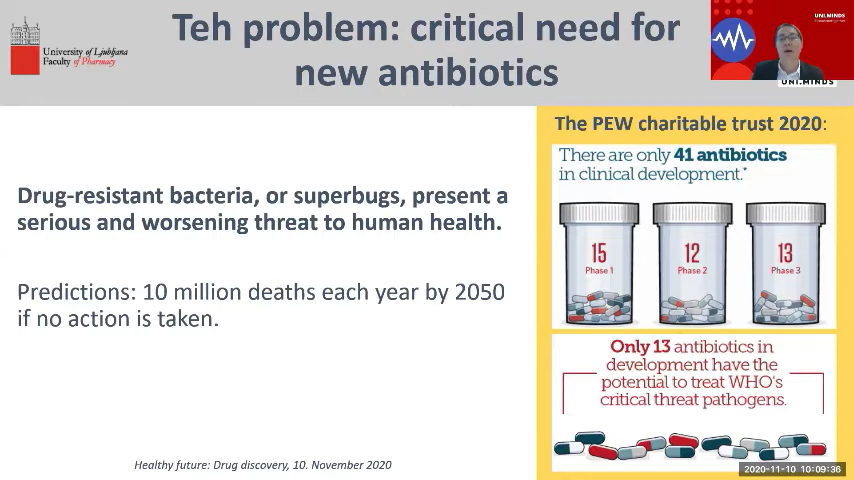 Teh problem: critical need for
new antibiotics
University of Ljubljana
Faculty of Pharmacy
UNI.MINDS
UNI.MINDS
Drug-resistant bacteria, or superbugs, present a
serious and worsening threat to human health.
Predictions: 10 million deaths each year by 2050
if no action is taken.
Healthy future: Drug discovery, 10. November 2020
The PEW charitable trust 2020:
There are only 41 antibiotics
in clinical development.*
15
Phase 1
12
Phase 2
13
Phase 3
Only 13 antibiotics in
development have the
potential to treat WHO's
critical threat pathogens.
2020-11-10 10:09:36